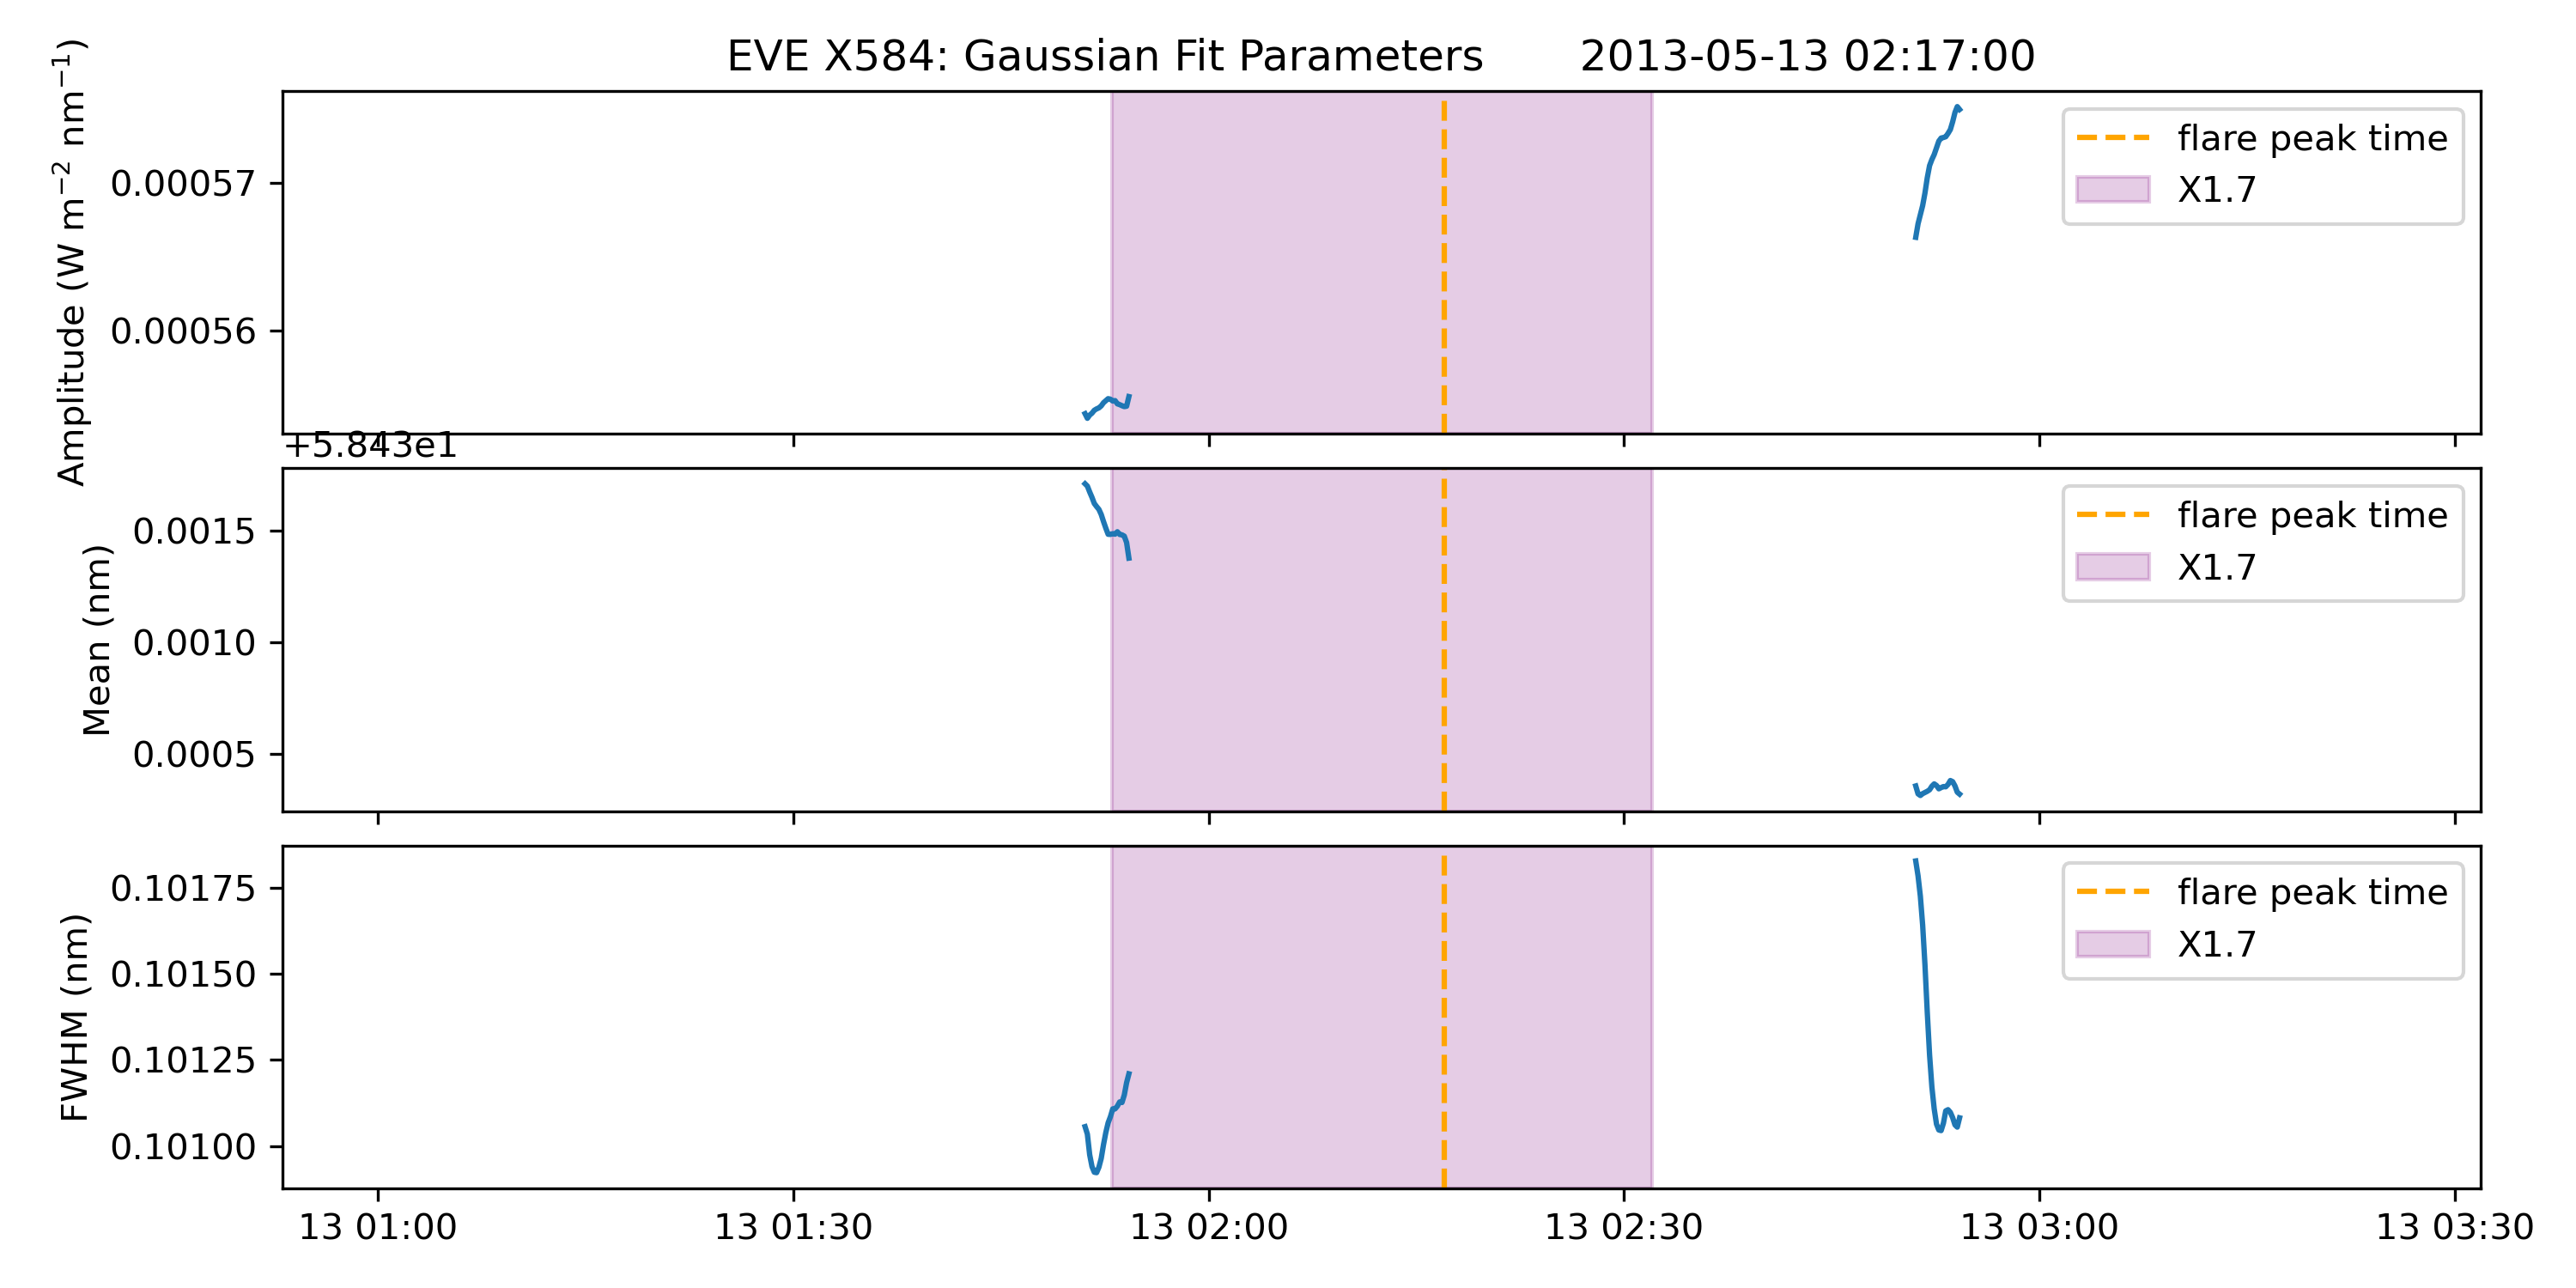 EVE X584: Gaussian Fit Parameters 2013-05-13 02:17:00
Amplitude (W m⁻² nm⁻¹)
0.00057
0.00056
flare peak time
X1.7
+5.843e1
Mean (nm)
0.0015
0.0010
0.0005
flare peak time
X1.7
FWHM (nm)
0.10175
0.10150
0.10125
0.10100
flare peak time
X1.7
13 01:00 13 01:30 13 02:00 13 02:30 13 03:00 13 03:30